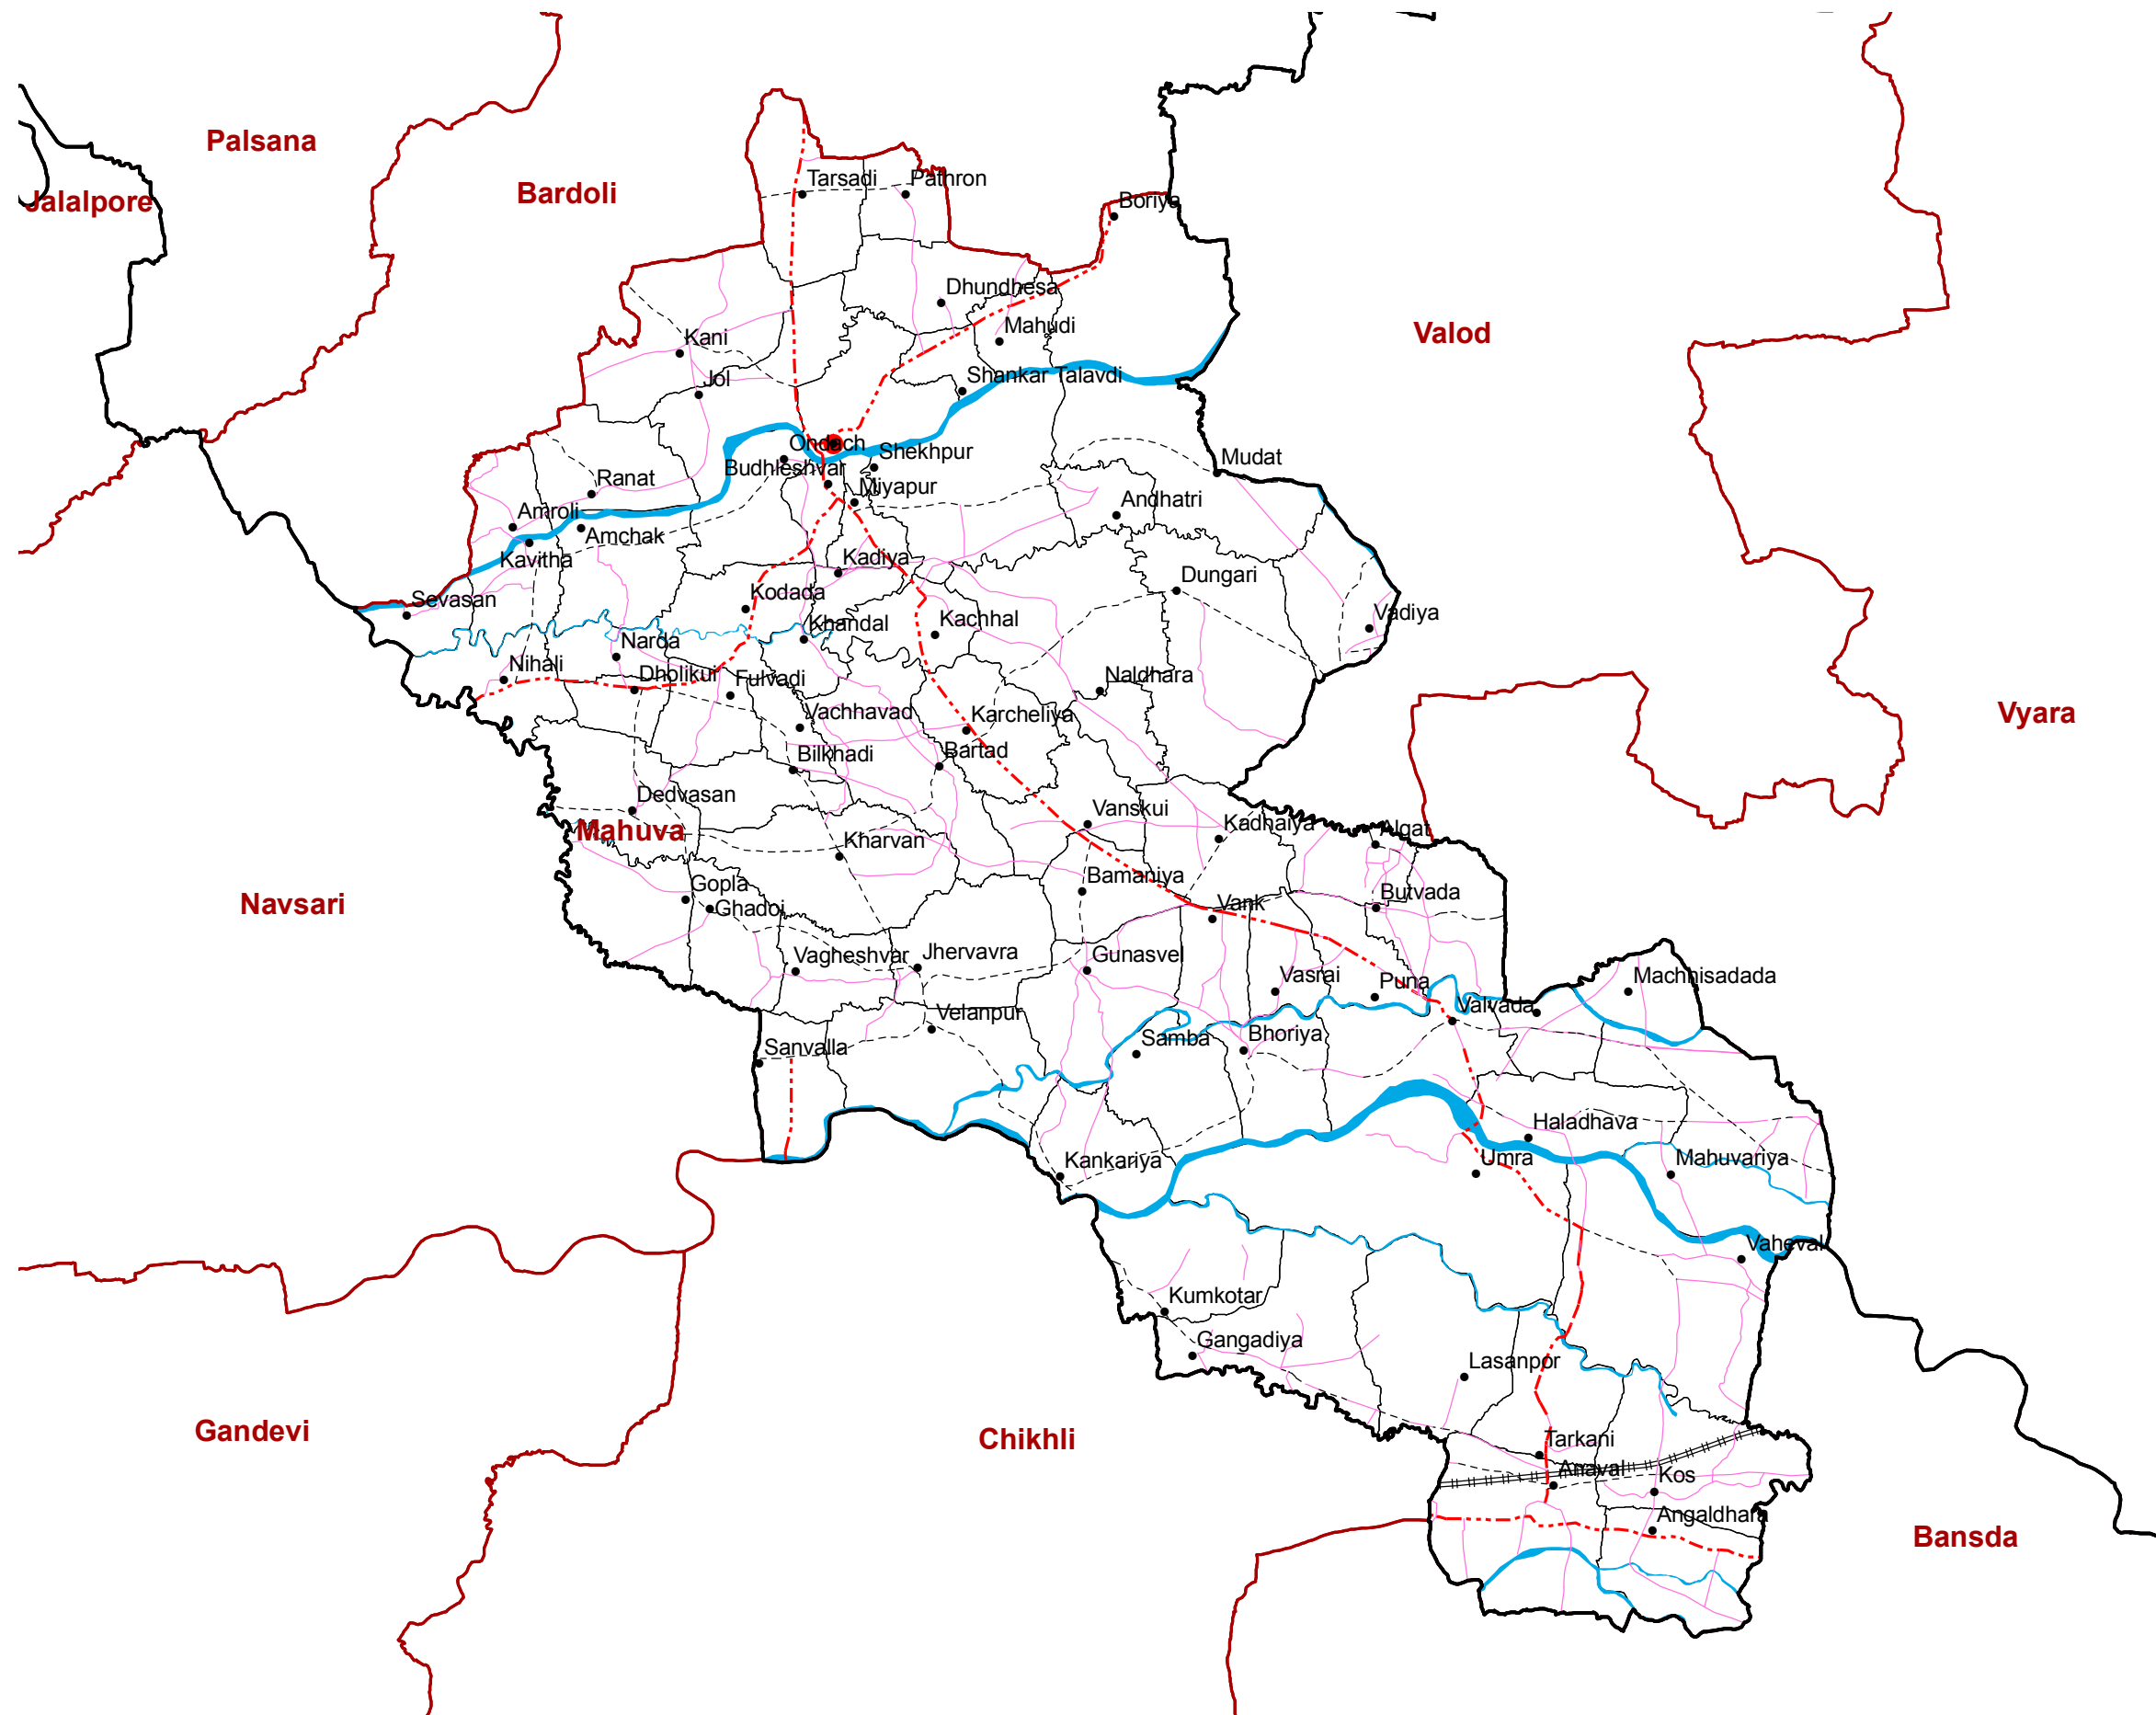 Palsana
Jalalpore
Bardoli
Tarsadi
Pathron
Boriya
Dhundhesa
Mahudi
Valod
Kani
Jol
Shankar Talavdi
Ondach
Shekhpur
Budhleshvar
Mudat
Ranat
Miyapur
Amroli
Andhatri
Amchak
Kavitha
Kadiya
Dungari
Kodada
Sevasan
Khandal
Kachhal
Vadiya
Narda
Nihali
Dholikui
Fulvadi
Naldhara
Vachhavad
Karcheliya
Vyara
Bilkhadi
Bartad
Dedvasan
Mahuva
Vanskui
Kadhaiya
Algat
Kharvan
Bamaniya
Gopla
Butvada
Navsari
Ghadoi
Vank
Vagheshvar
Jhervavra
Gunasvel
Vasrai
Puna
Machhisadada
Velanpur
Valvada
Sanvalla
Samba
Bhoriya
Haladhava
Kankariya
Umra
Mahuvariya
Vaheval
Kumkotar
Gangadiya
Lasanpor
Gandevi
Chikhli
Tarkani
Anaval
Kos
Angaldhara
Bansda